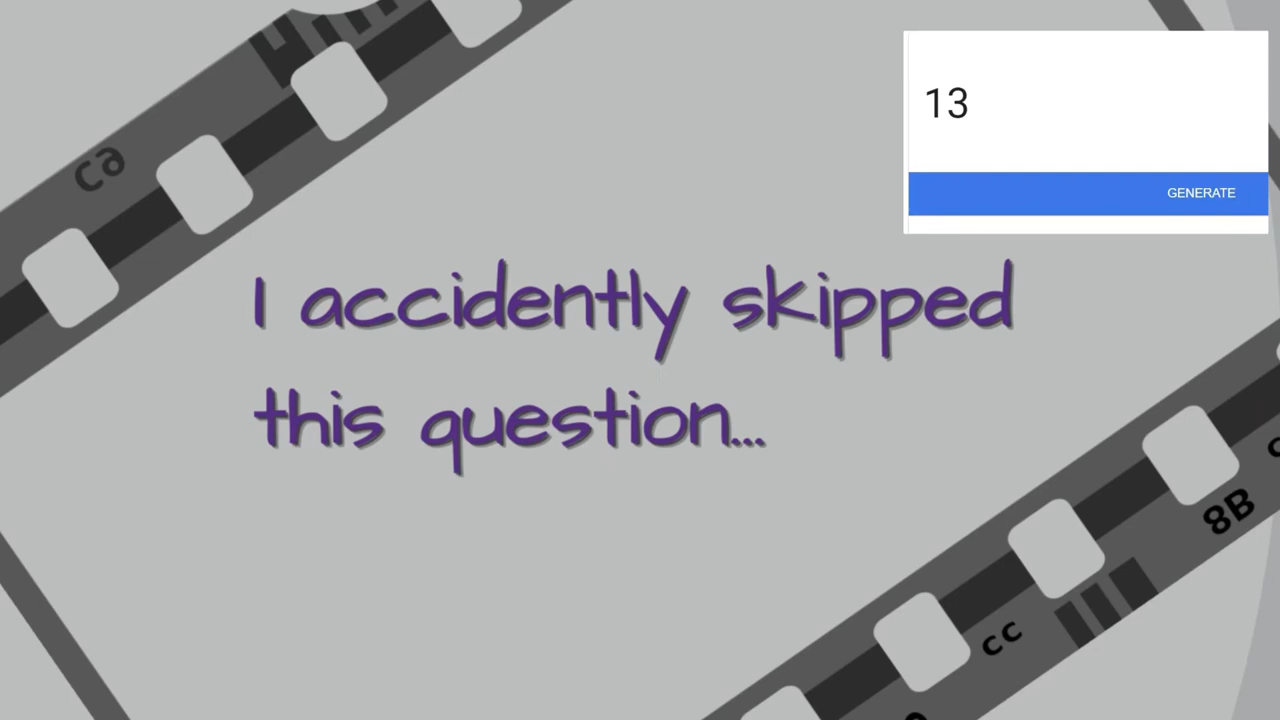 ca
13
GENERATE
I accidently skipped
this question...
8B
cc